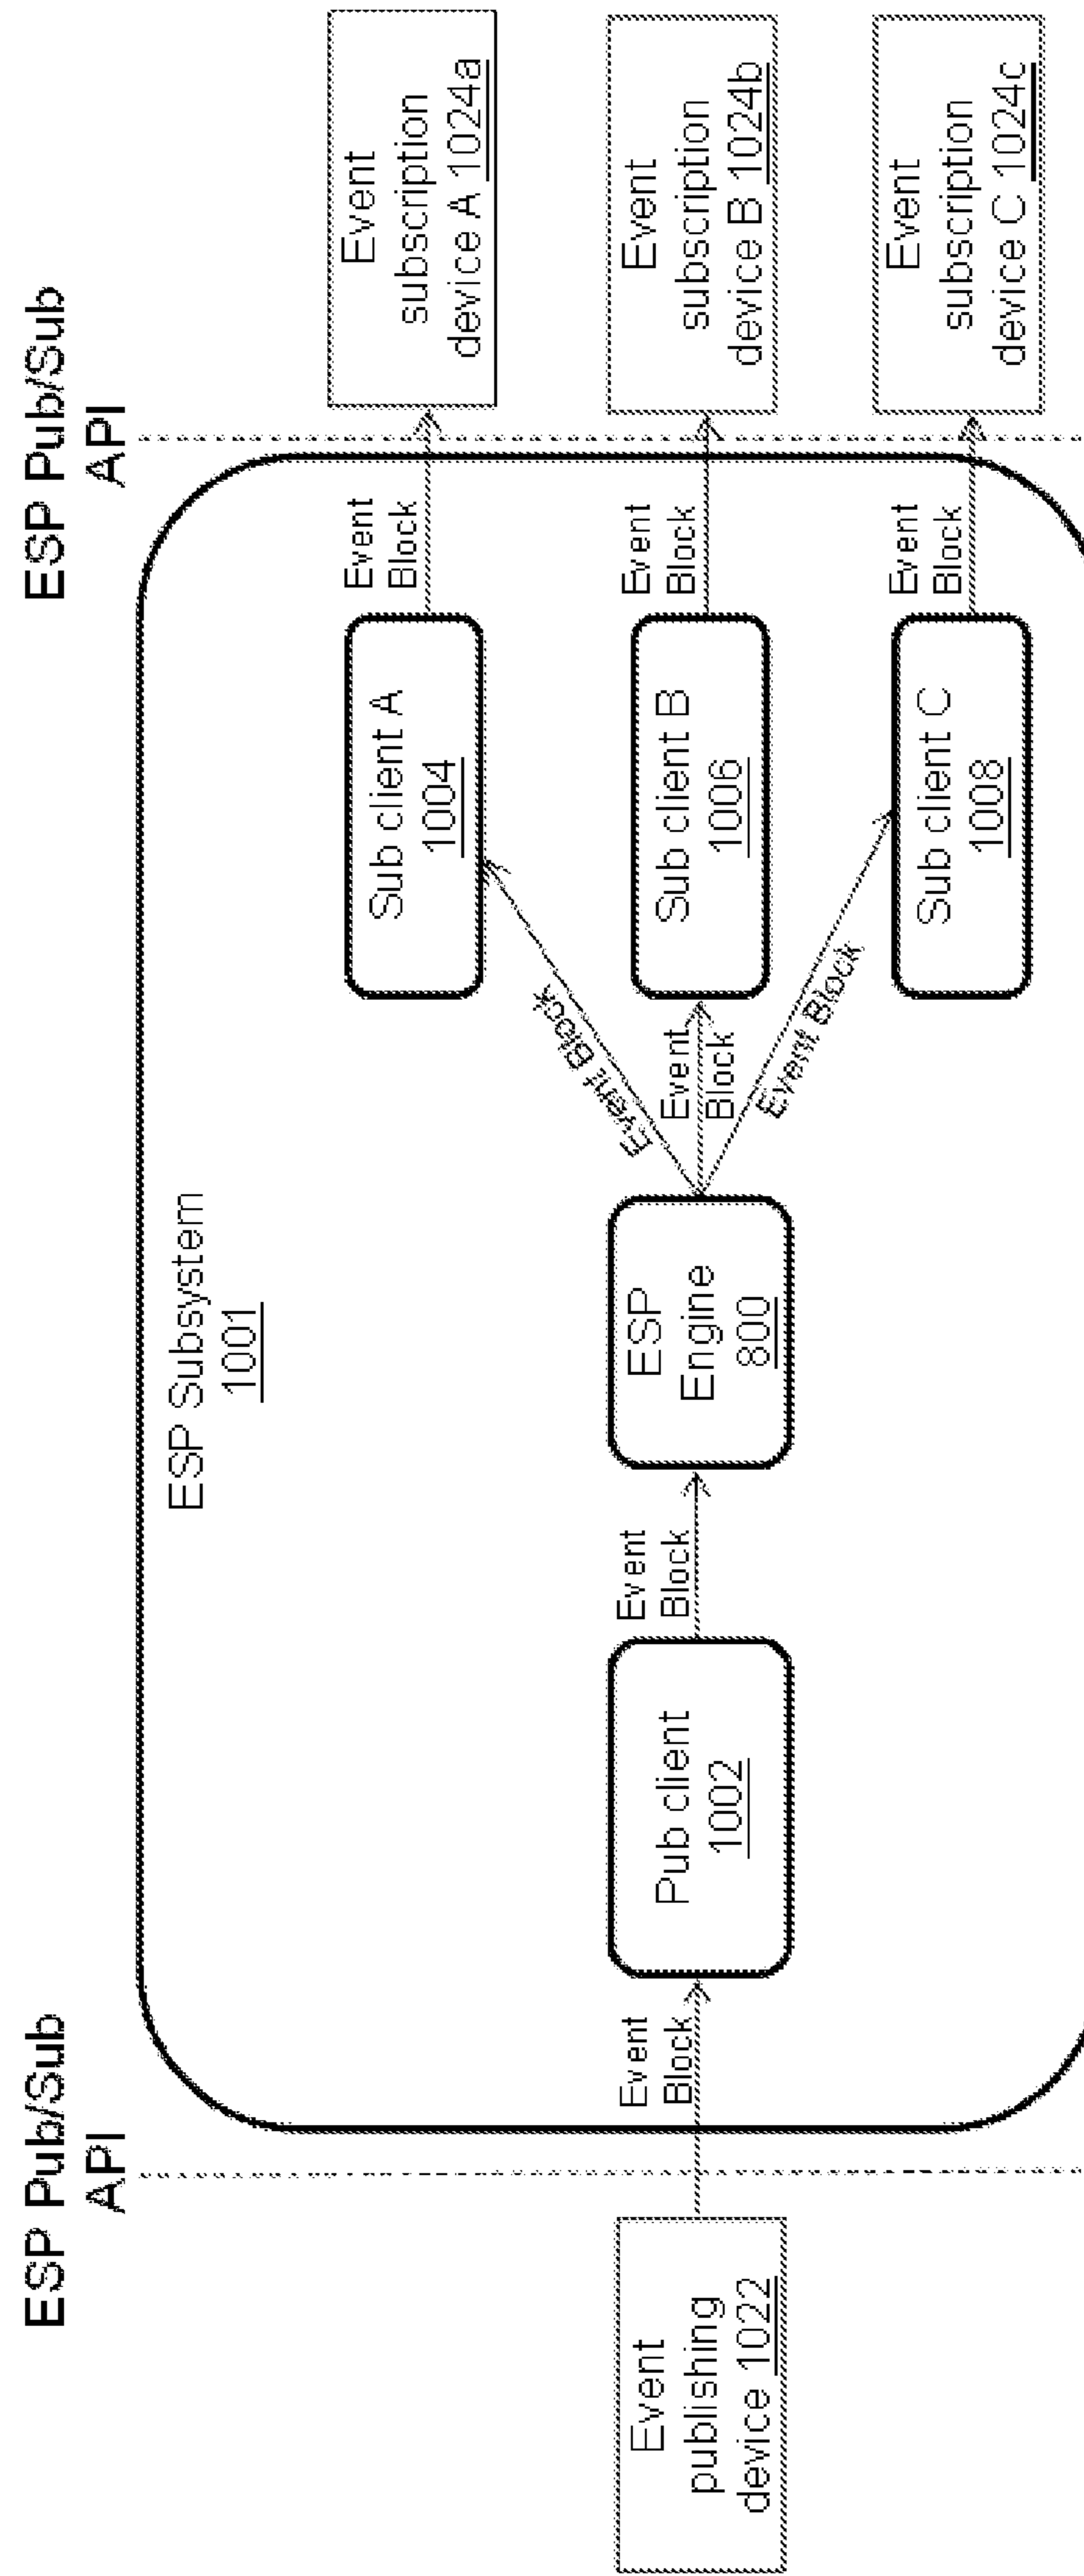 ESP Pub/Sub
API
ESP Pub/Sub
API
ESP Subsystem
1001
Event
publishing
device 1022
Event
Block
Pub client
1002
Event
Block
ESP
Engine
800
Event Block
Event
Block
Event Block
Sub client A
1004
Sub client B
1006
Sub client C
1008
Event
Block
Event
Block
Event
Block
Event
subscription
device A 1024a
Event
subscription
device B 1024b
Event
subscription
device C 1024c